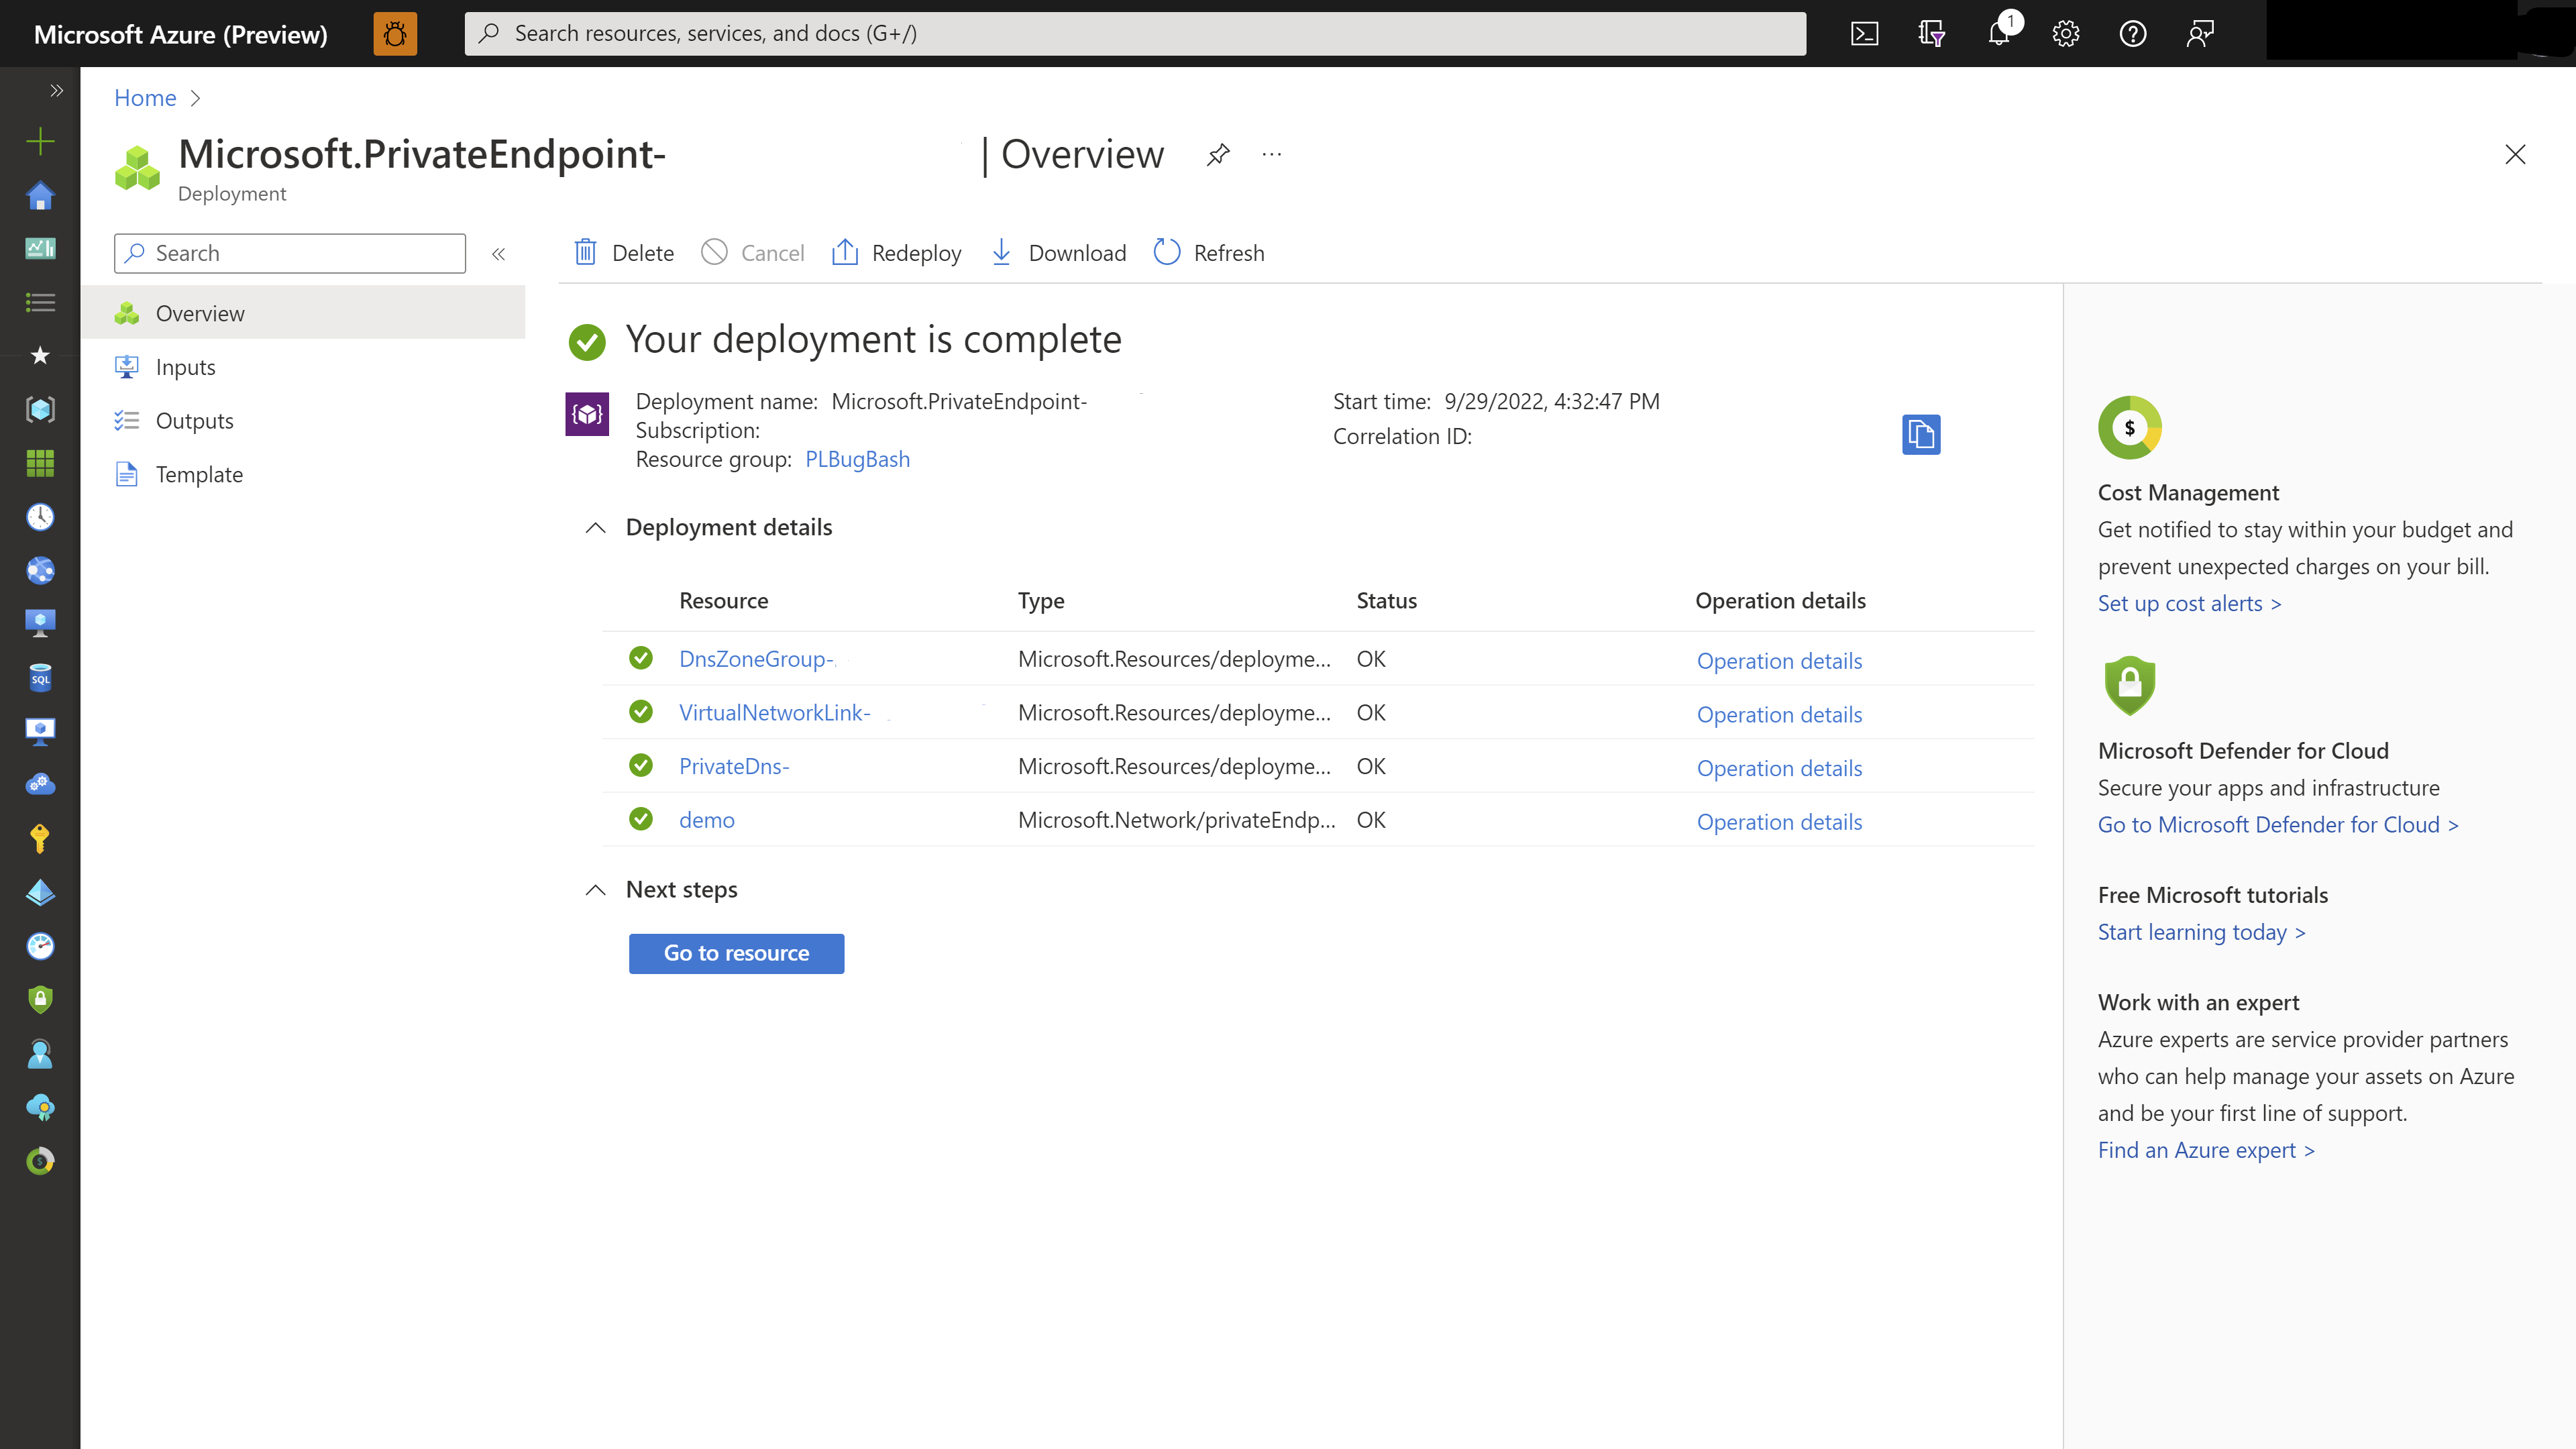 Microsoft Azure (Preview)
Search resources, services, and docs (G+/)
1
Home
Microsoft.PrivateEndpoint- | Overview
Deployment
Search
Overview
Inputs
Outputs
Template
Delete
Cancel
Redeploy
Download
Refresh
Your deployment is complete
Deployment name: Microsoft.PrivateEndpoint-
Subscription:
Resource group: PLBugBash
Start time: 9/29/2022, 4:32:47 PM
Correlation ID:
Deployment details
Resource Type Status Operation details
DnsZoneGroup- Microsoft.Resources/deployme... OK Operation details
VirtualNetworkLink- Microsoft.Resources/deployme... OK Operation details
PrivateDns- Microsoft.Resources/deployme... OK Operation details
demo Microsoft.Network/privateEndp... OK Operation details
Next steps
Go to resource
$
Cost Management
Get notified to stay within your budget and
prevent unexpected charges on your bill.
Set up cost alerts >
Microsoft Defender for Cloud
Secure your apps and infrastructure
Go to Microsoft Defender for Cloud >
Free Microsoft tutorials
Start learning today >
Work with an expert
Azure experts are service provider partners
who can help manage your assets on Azure
and be your first line of support.
Find an Azure expert >
SQL
$